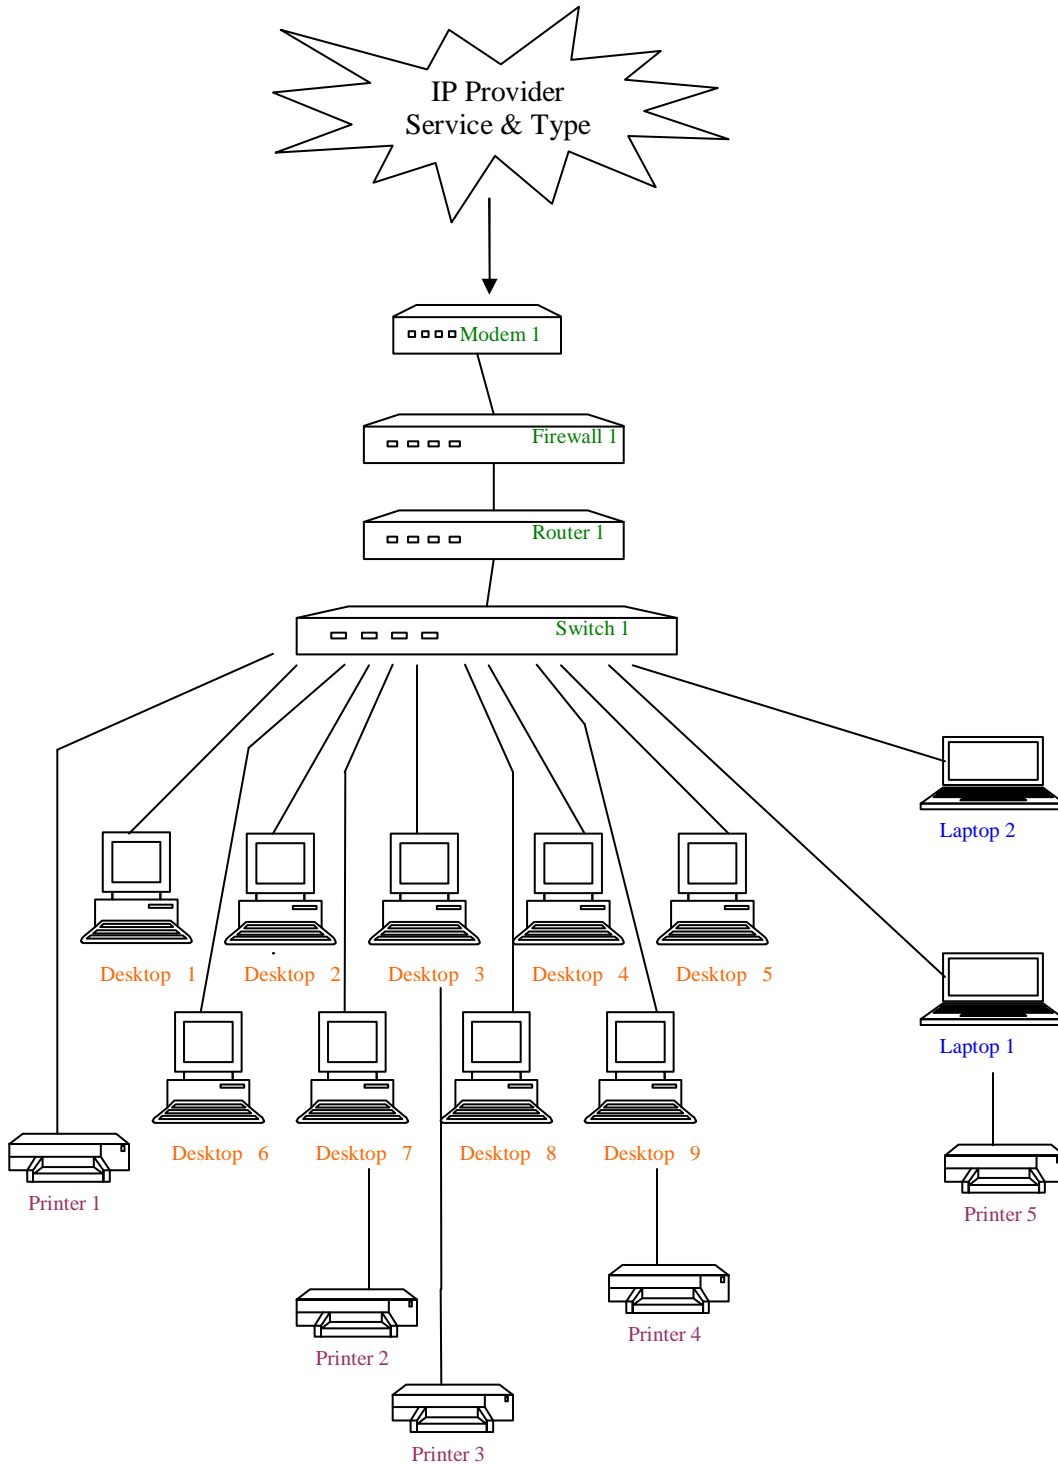 IP Provider
Service & Type
Modem 1
Firewall 1
Router 1
Switch 1
Laptop 2
Desktop 1
Desktop 2
Desktop 3
Desktop 4
Desktop 5
Laptop 1
Desktop 6
Desktop 7
Desktop 8
Desktop 9
Printer 1
Printer 5
Printer 4
Printer 2
Printer 3